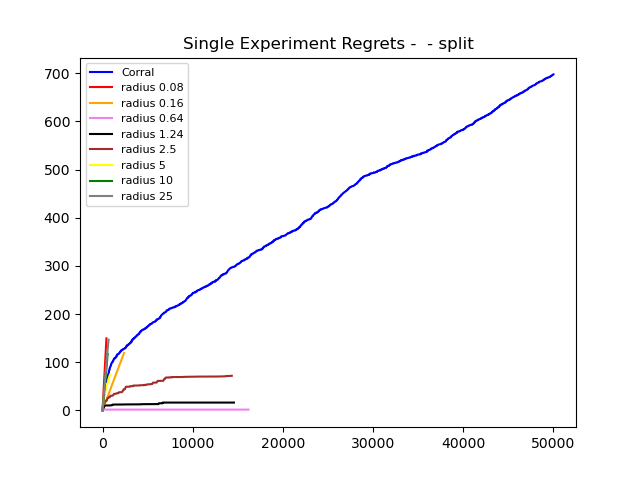 Single Experiment Regrets -  - split
700
600
500
400
300
200
100
0
Corral
radius 0.08
radius 0.16
radius 0.64
radius 1.24
radius 2.5
radius 5
radius 10
radius 25
0 10000 20000 30000 40000 50000